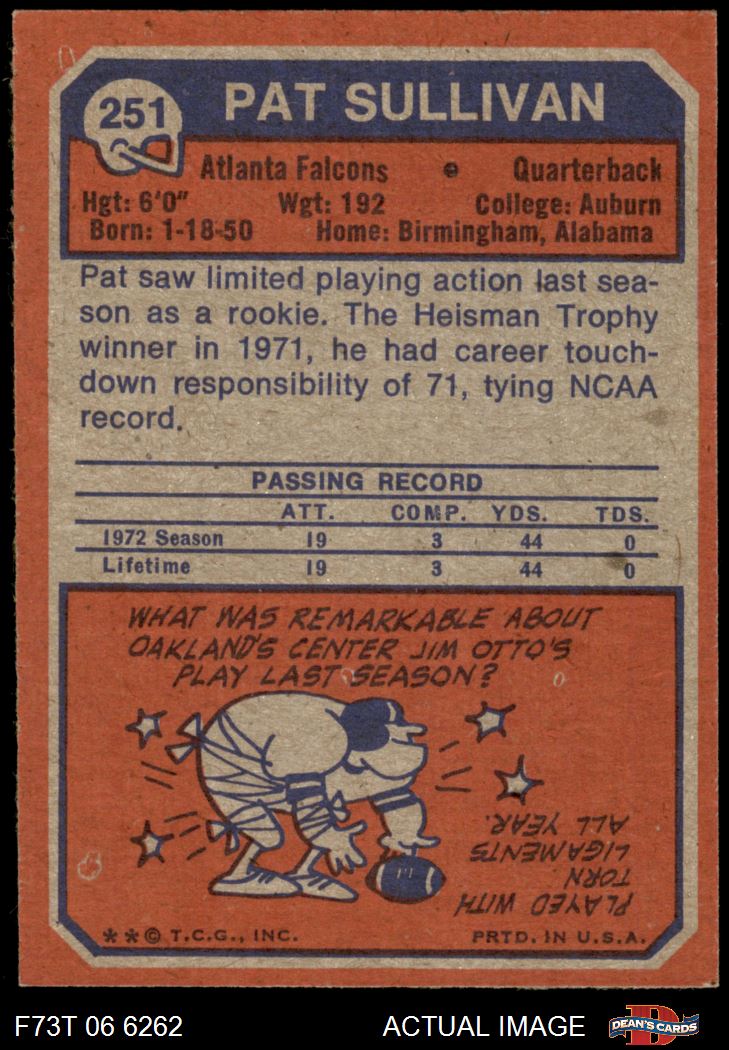 251
PAT SULLIVAN
Atlanta Falcons • Quarterback
Hgt: 6'0" Wgt: 192 College: Auburn
Born: 1-18-50 Home: Birmingham, Alabama
Pat saw limited playing action last sea-
son as a rookie. The Heisman Trophy
winner in 1971, he had career touch-
down responsibility of 71, tying NCAA
record.
PASSING RECORD
ATT. COMP. YDS. TDS.
1972 Season 19 3 44 0
Lifetime 19 3 44 0
WHAT WAS REMARKABLE ABOUT
OAKLAND'S CENTER JIM OTTO'S
PLAY LAST SEASON?
PLAYED WITH
TORN
LIGAMENTS
ALL YEAR.
**© T.C.G., INC. PRTD. IN U.S.A.
F73T 06 6262 ACTUAL IMAGE D DEAN'S CARDS